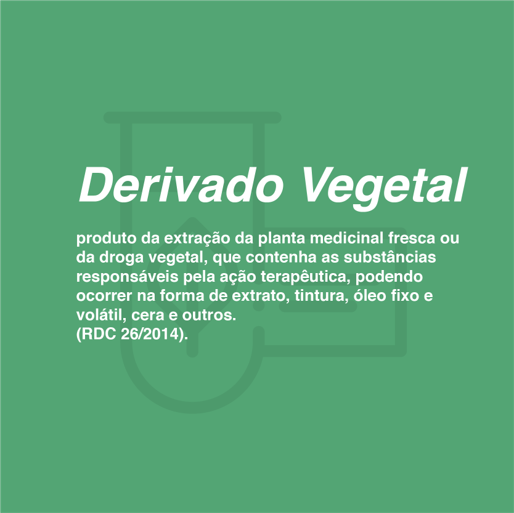 Derivado Vegetal
produto da extração da planta medicinal fresca ou
da droga vegetal, que contenha as substâncias
responsáveis pela ação terapêutica, podendo
ocorrer na forma de extrato, tintura, óleo fixo e
volátil, cera e outros.
(RDC 26/2014).